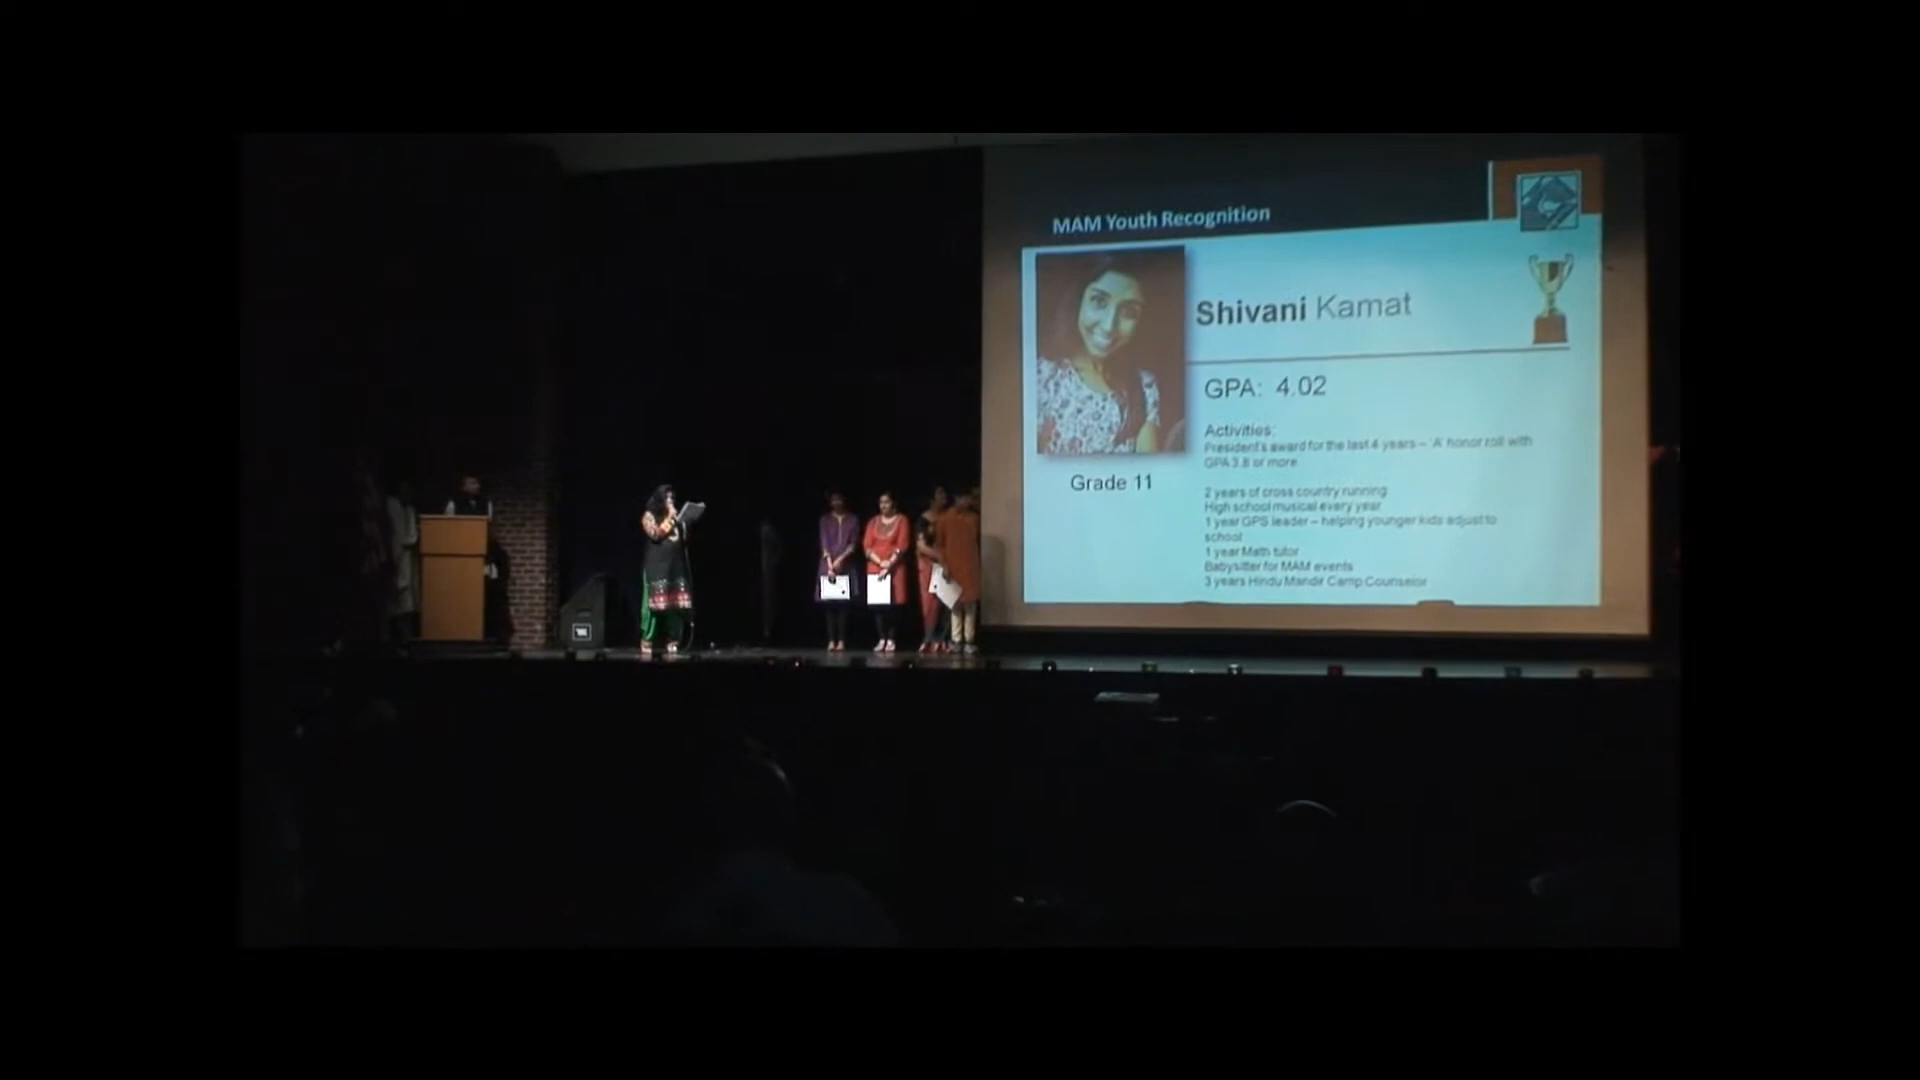 MAM Youth Recognition
Shivani Kamat
GPA: 4.02
Activities:
President's award for the last 4 years – 'A' honor roll with
GPA 3.8 or more
Grade 11
2 years of cross country running
High school musical every year
1 year GPS leader – helping younger kids adjust to
school
1 year Math tutor
Babysitter for MAM events
3 years Hindu Mandir Camp Counselor